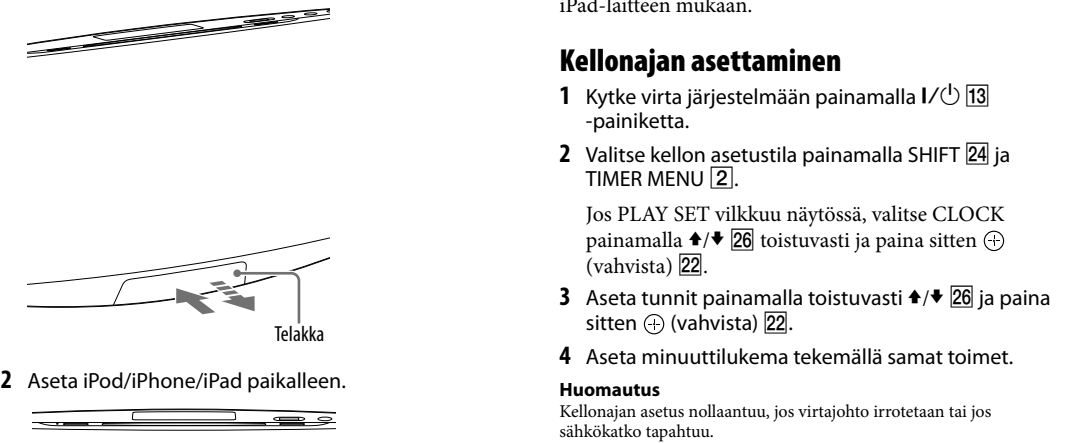 Telakka
2 Aseta iPod/iPhone/iPad paikalleen.
iPad-laitteen mukaan.
Kellonajan asettaminen
1 Kytke virta järjestelmään painamalla I/⏻ 13
-painiketta.
2 Valitse kellon asetustila painamalla SHIFT 24 ja
TIMER MENU 2.
Jos PLAY SET vilkkuu näytössä, valitse CLOCK
painamalla 🠉/🠋 26 toistuvasti ja paina sitten ⊕
(vahvista) 22.
3 Aseta tunnit painamalla toistuvasti 🠉/🠋 26 ja paina
sitten ⊕ (vahvista) 22.
4 Aseta minuuttilukema tekemällä samat toimet.
Huomautus
Kellonajan asetus nollaantuu, jos virtajohto irrotetaan tai jos
sähkökatko tapahtuu.